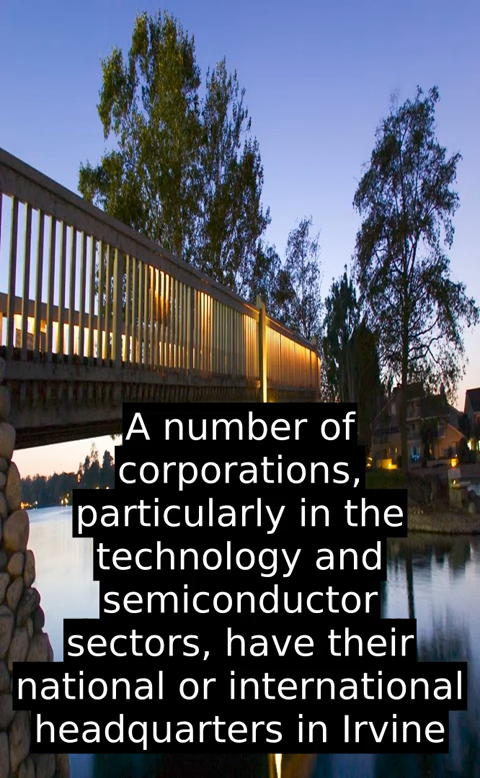 A number of
corporations,
particularly in the
technology and
semiconductor
sectors, have their
national or international
headquarters in Irvine